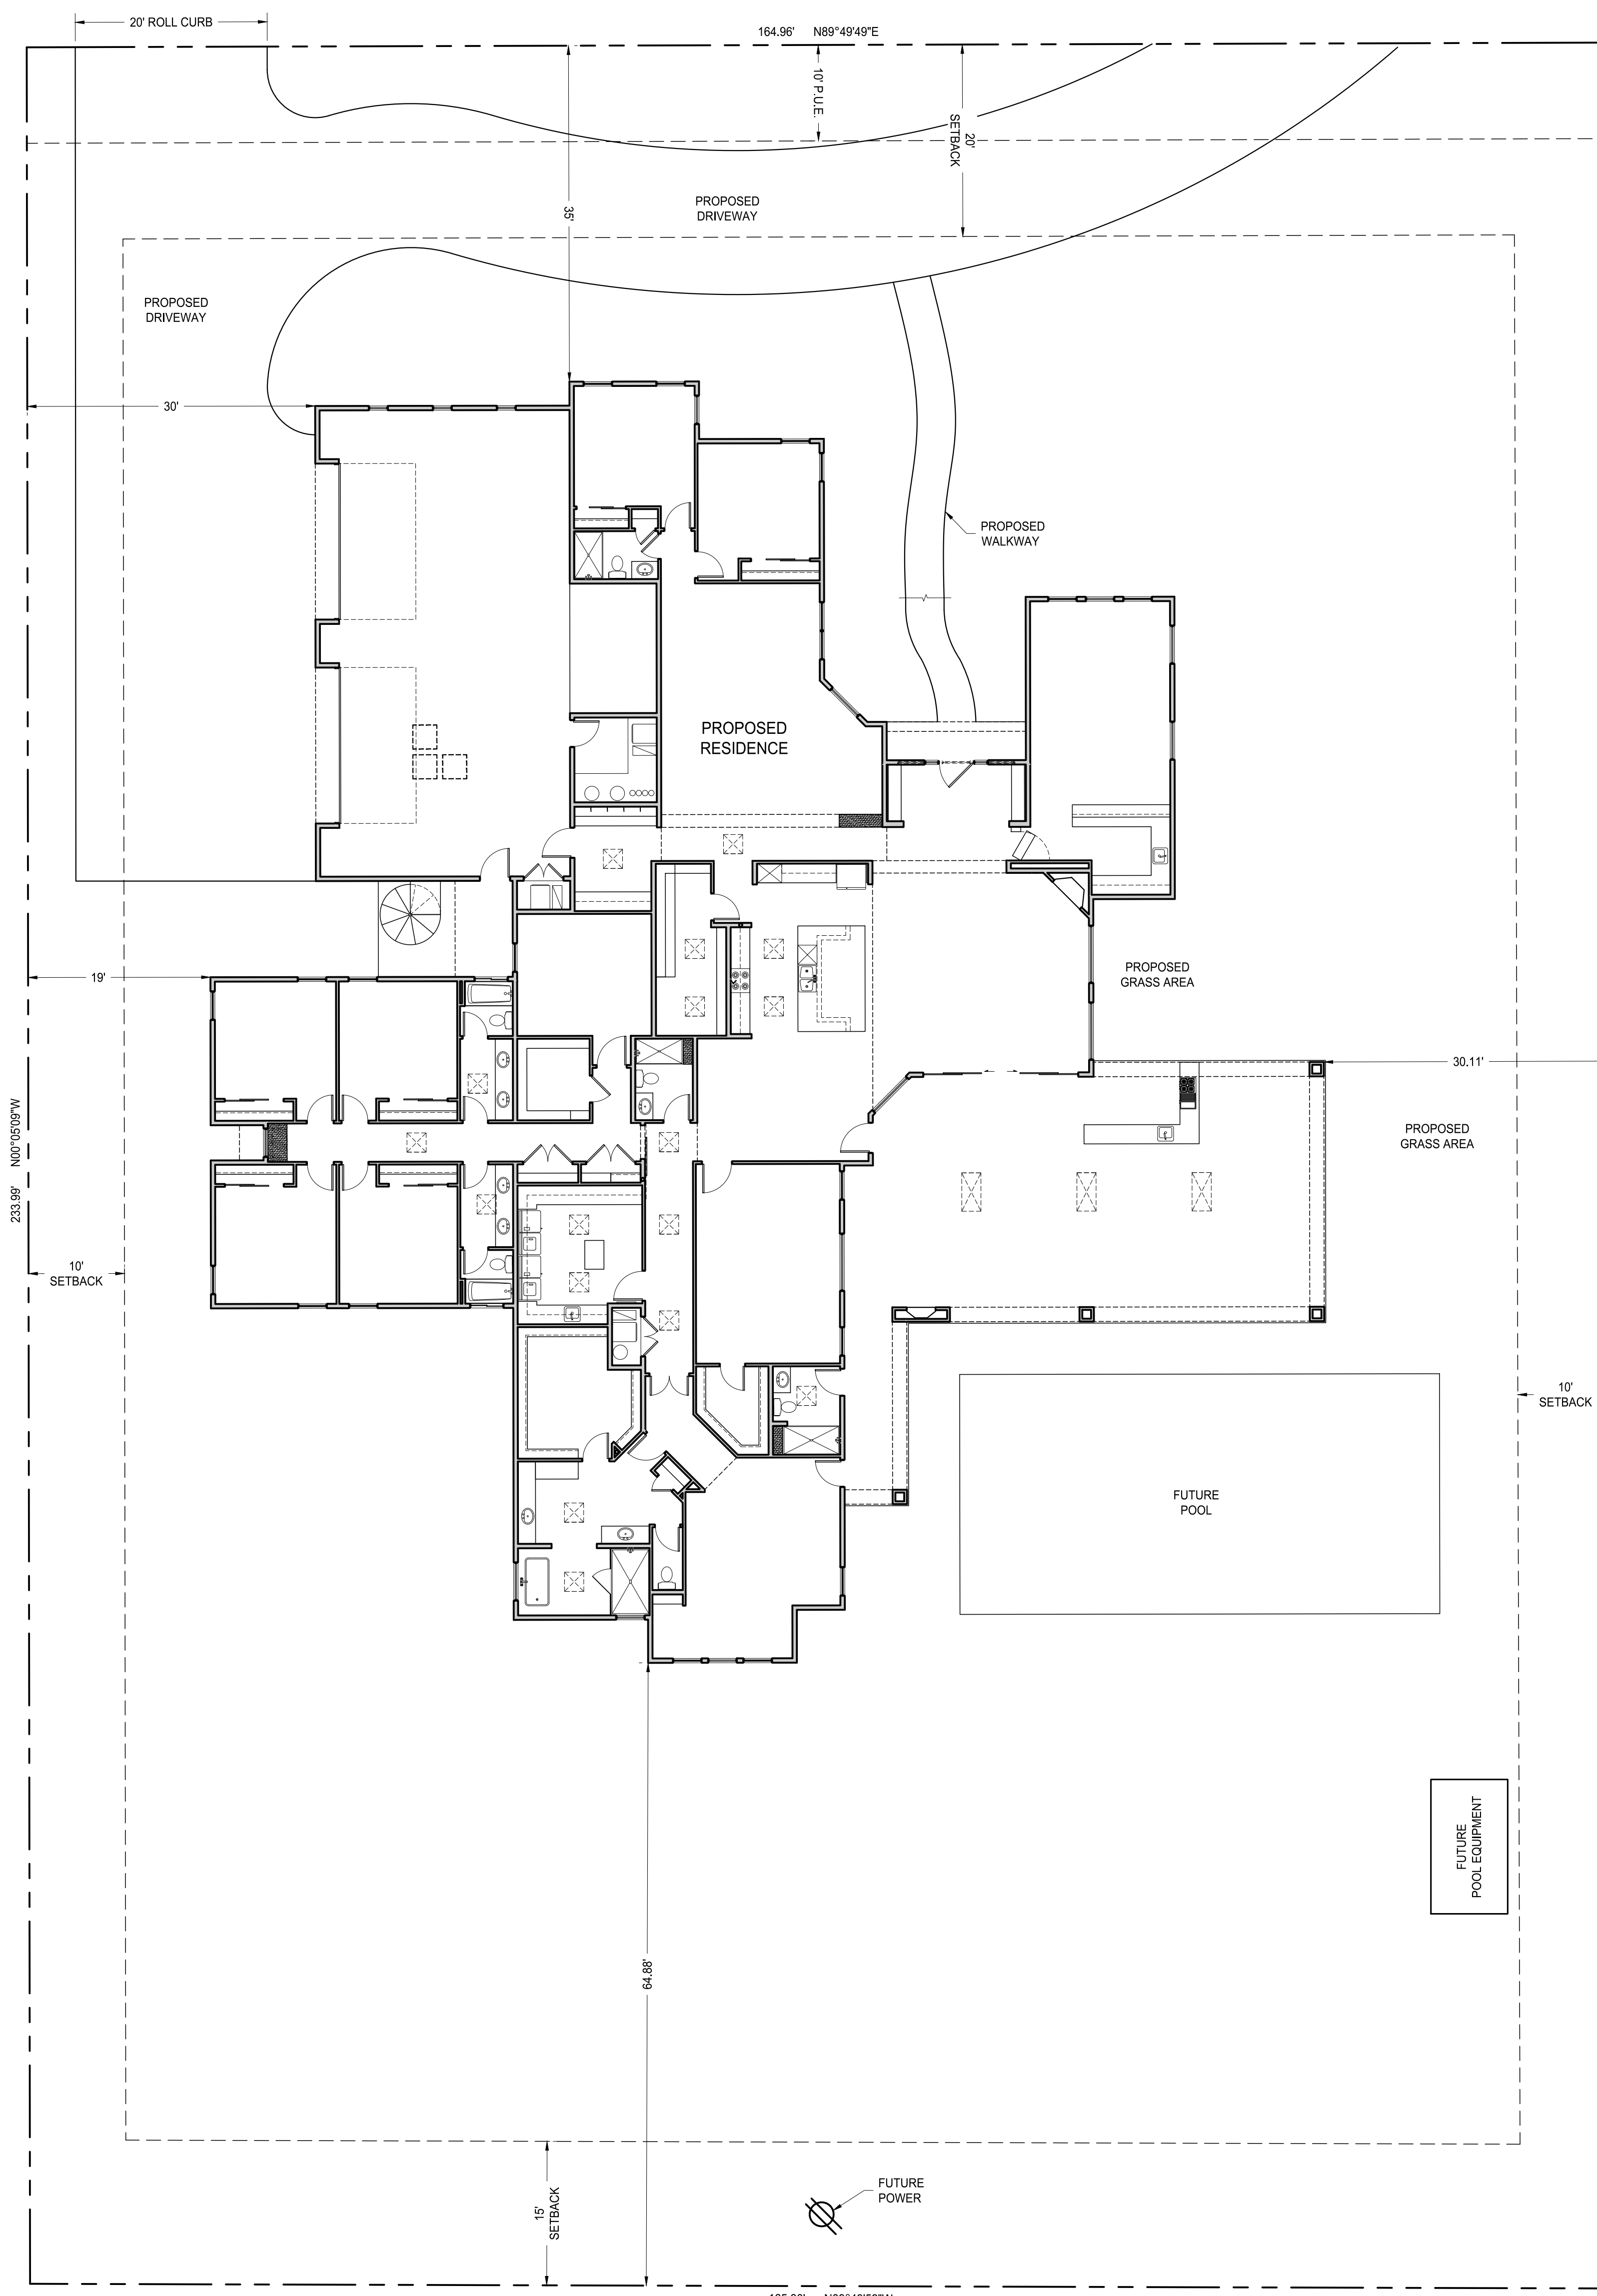 20' ROLL CURB
164.96' N89°49'49"E
10' P.U.E.
20'
SETBACK
35'
PROPOSED
DRIVEWAY
PROPOSED
DRIVEWAY
30'
PROPOSED
WALKWAY
PROPOSED
RESIDENCE
PROPOSED
GRASS AREA
19'
30.11'
PROPOSED
GRASS AREA
233.99' N00°05'09"W
10'
SETBACK
10'
SETBACK
FUTURE
POOL
FUTURE
POOL EQUIPMENT
64.88'
FUTURE
POWER
15'
SETBACK